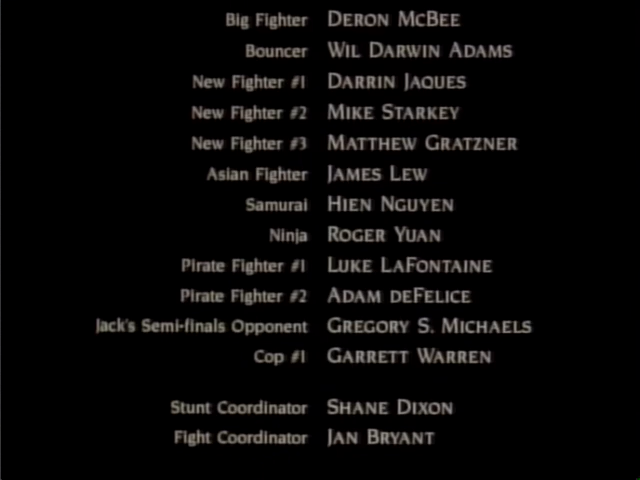 Big Fighter DERON MCBEE
Bouncer WIL DARWIN ADAMS
New Fighter #1 DARRIN JAQUES
New Fighter #2 MIKE STARKEY
New Fighter #3 MATTHEW GRATZNER
Asian Fighter JAMES LEW
Samurai HIEN NGUYEN
Ninja ROGER YUAN
Pirate Fighter #1 LUKE LAFONTAINE
Pirate Fighter #2 ADAM DEFELICE
Jack's Semi-finals Opponent GREGORY S. MICHAELS
Cop #1 GARRETT WARREN
Stunt Coordinator SHANE DIXON
Fight Coordinator JAN BRYANT